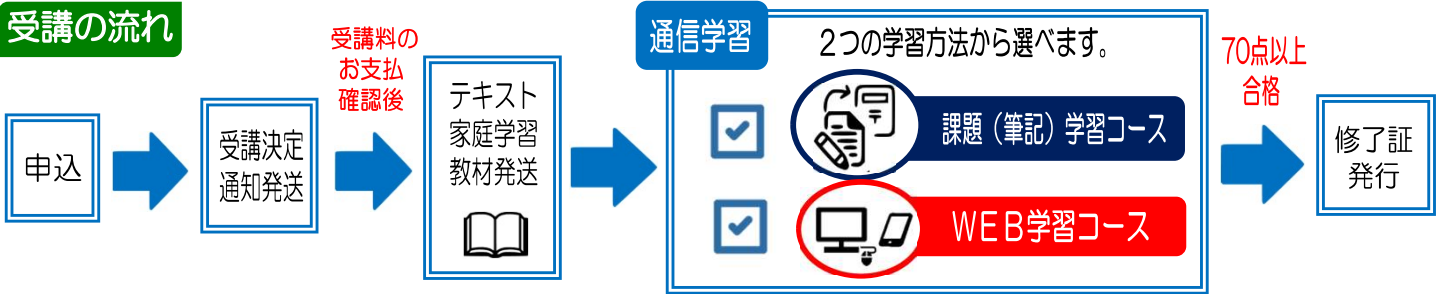 受講の流れ
申込
受講決定
通知発送
受講料の
お支払
確認後
テキスト
家庭学習
教材発送
通信学習
２つの学習方法から選べます。
課題（筆記）学習コース
ＷＥＢ学習コース
70点以上
合格
修了証
発行